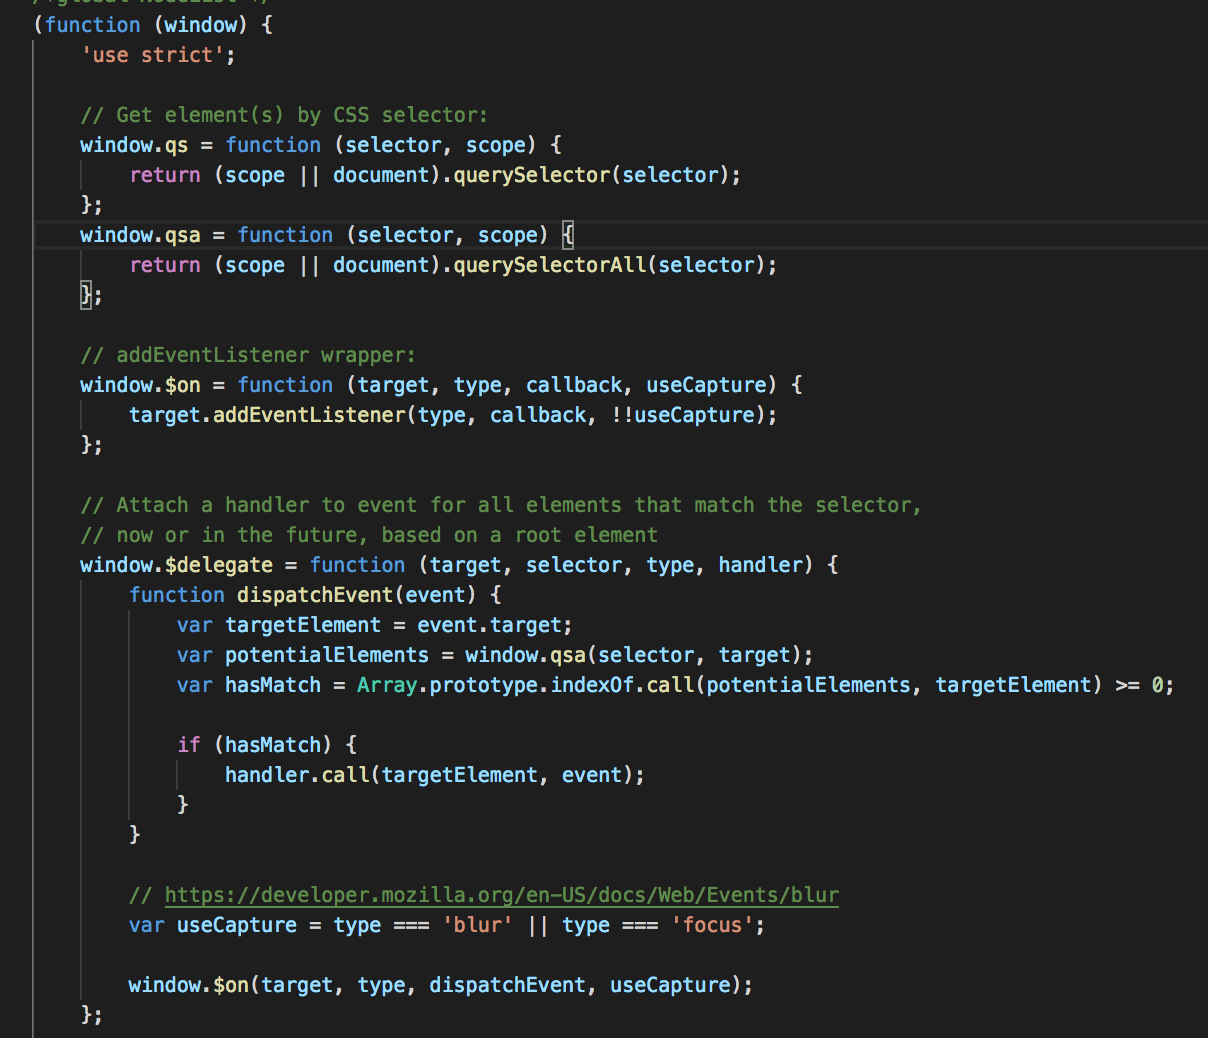 /*global NodeList */
(function (window) {
'use strict';
// Get element(s) by CSS selector:
window.qs = function (selector, scope) {
return (scope || document).querySelector(selector);
};
window.qsa = function (selector, scope) {
return (scope || document).querySelectorAll(selector);
};
// addEventListener wrapper:
window.$on = function (target, type, callback, useCapture) {
target.addEventListener(type, callback, !!useCapture);
};
// Attach a handler to event for all elements that match the selector,
// now or in the future, based on a root element
window.$delegate = function (target, selector, type, handler) {
function dispatchEvent(event) {
var targetElement = event.target;
var potentialElements = window.qsa(selector, target);
var hasMatch = Array.prototype.indexOf.call(potentialElements, targetElement) >= 0;
if (hasMatch) {
handler.call(targetElement, event);
}
}
// https://developer.mozilla.org/en-US/docs/Web/Events/blur
var useCapture = type === 'blur' || type === 'focus';
window.$on(target, type, dispatchEvent, useCapture);
};